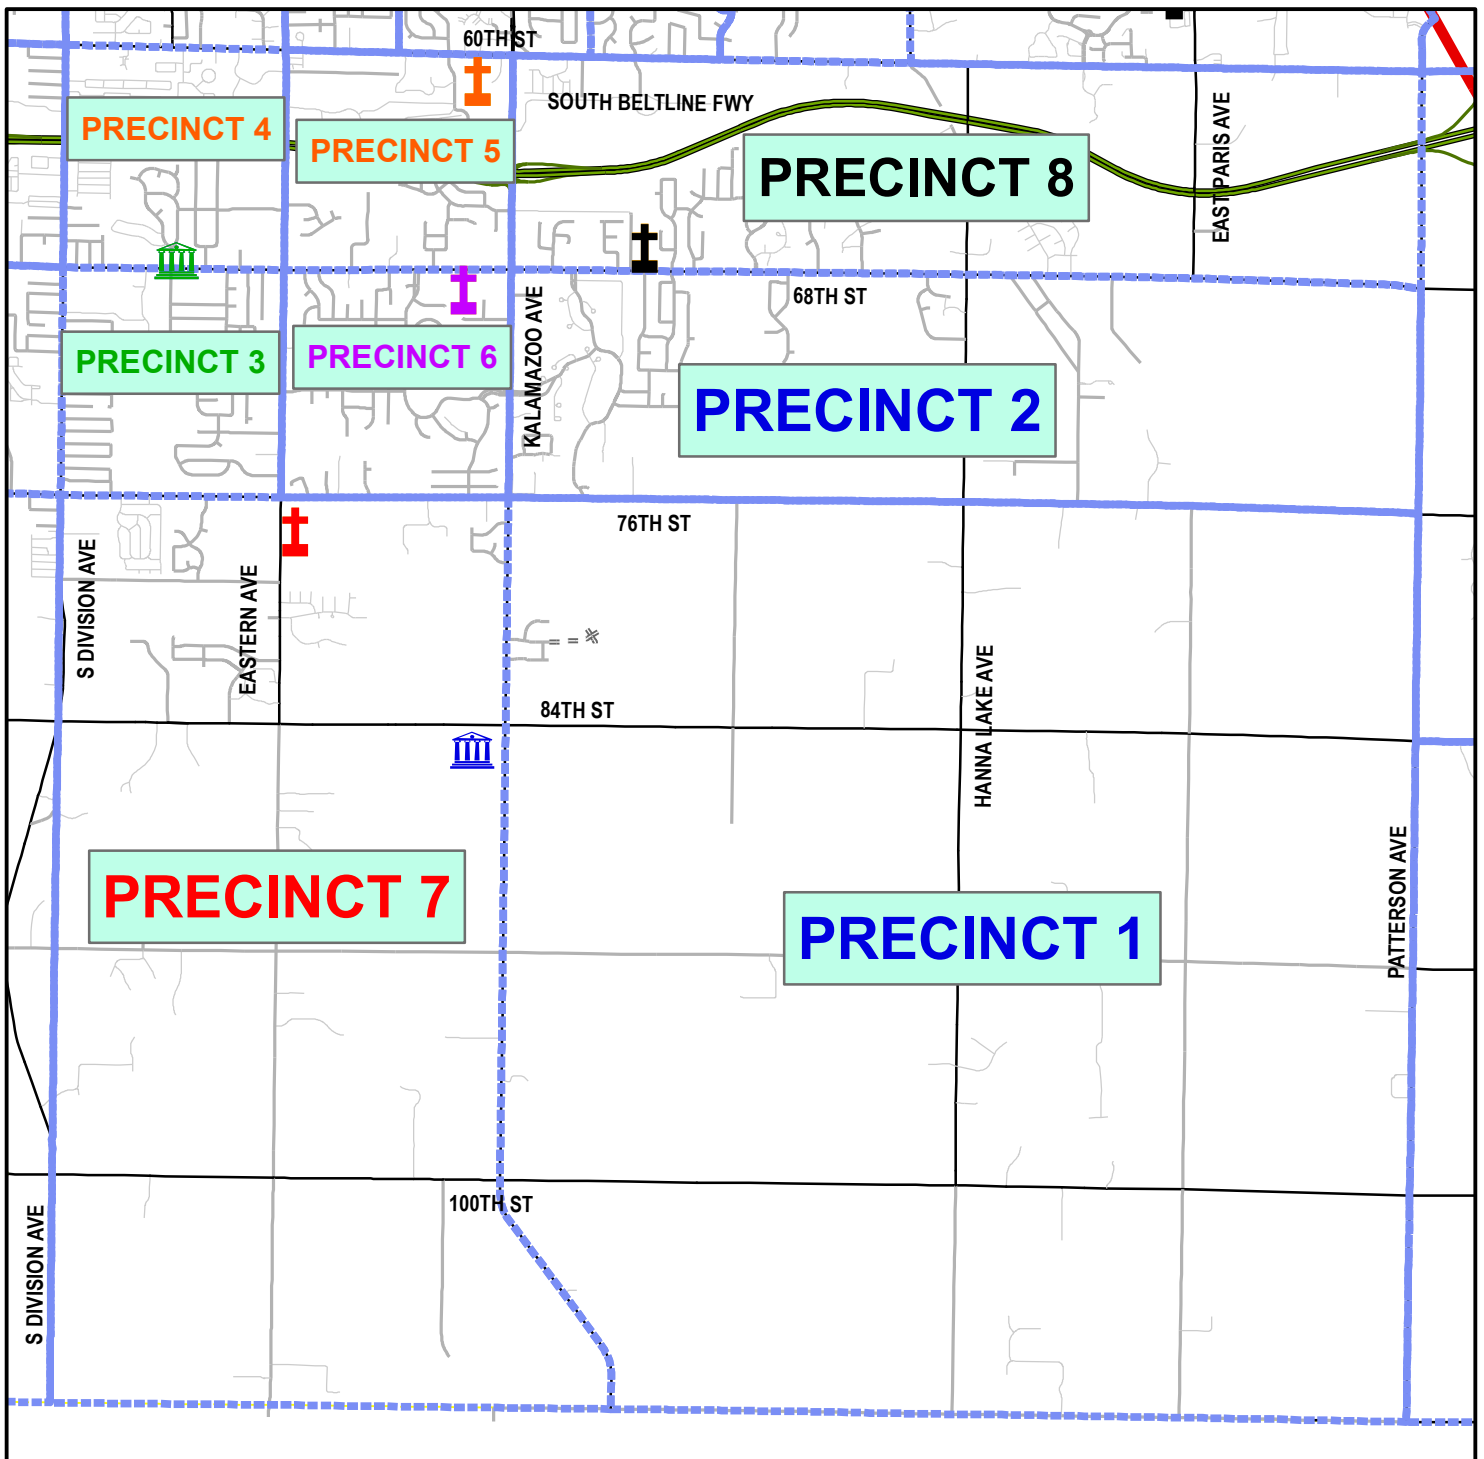 60TH ST
SOUTH BELTLINE FWY
PRECINCT 4
PRECINCT 5
PRECINCT 8
EAST PARIS AVE
68TH ST
KALAMAZOO AVE
PRECINCT 3
PRECINCT 6
PRECINCT 2
76TH ST
S DIVISION AVE
EASTERN AVE
84TH ST
HANNA LAKE AVE
PRECINCT 7
PRECINCT 1
PATTERSON AVE
100TH ST
S DIVISION AVE